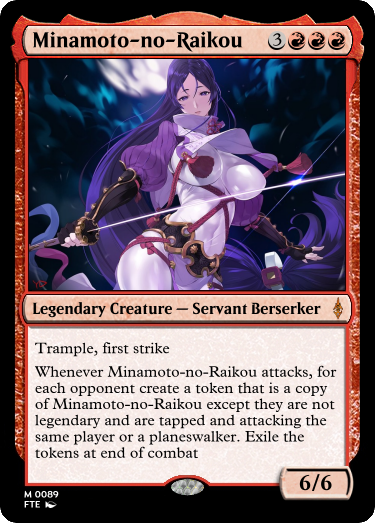 Minamoto-no-Raikou 3
Legendary Creature — Servant Berserker
Trample, first strike
Whenever Minamoto-no-Raikou attacks, for
each opponent create a token that is a copy
of Minamoto-no-Raikou except they are not
legendary and are tapped and attacking the
same player or a planeswalker. Exile the
tokens at end of combat
6/6
M 0089
FTE